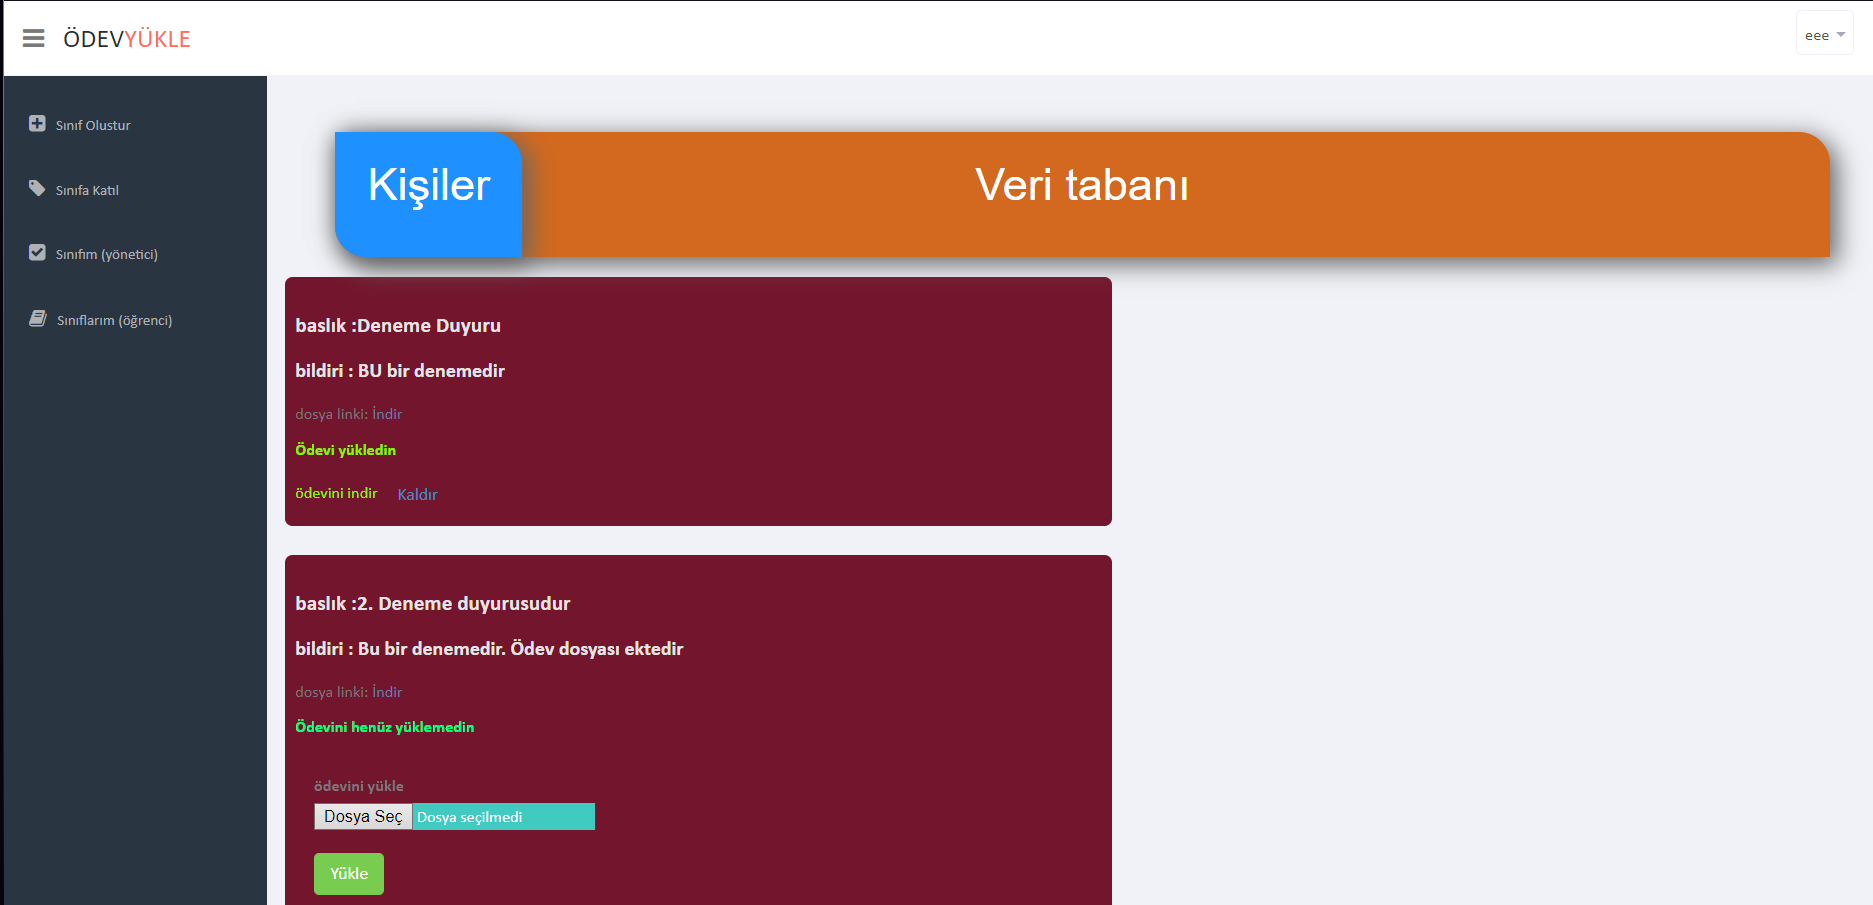 ÖDEVYÜKLE
eee
Sınıf Olustur
Sınıfa Katıl
Sınıfım (yönetici)
Sınıflarım (öğrenci)
Kişiler
Veri tabanı
baslık :Deneme Duyuru
bildiri : BU bir denemedir
dosya linki: İndir
Ödevi yükledin
ödevini indir Kaldır
baslık :2. Deneme duyurusudur
bildiri : Bu bir denemedir. Ödev dosyası ektedir
dosya linki: İndir
Ödevini henüz yüklemedin
ödevini yükle
Dosya Seç Dosya seçilmedi
Yükle